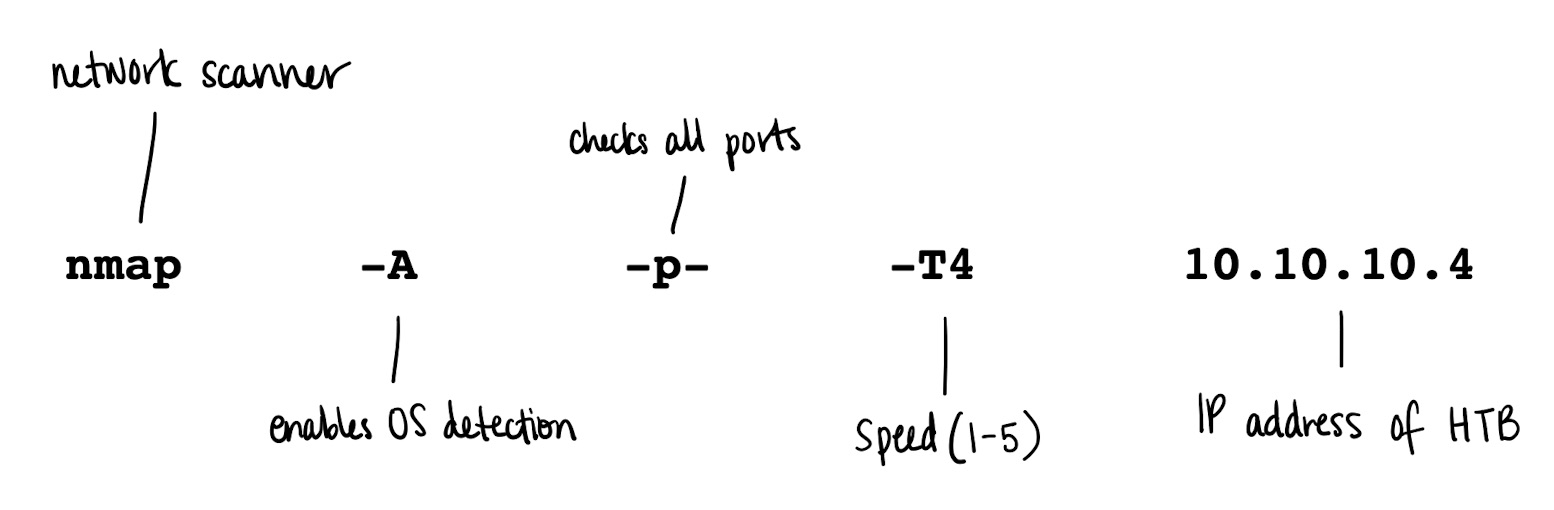 network scanner
checks all ports
nmap -A -p- -T4 10.10.10.4
enables OS detection
Speed (1-5)
IP address of HTB